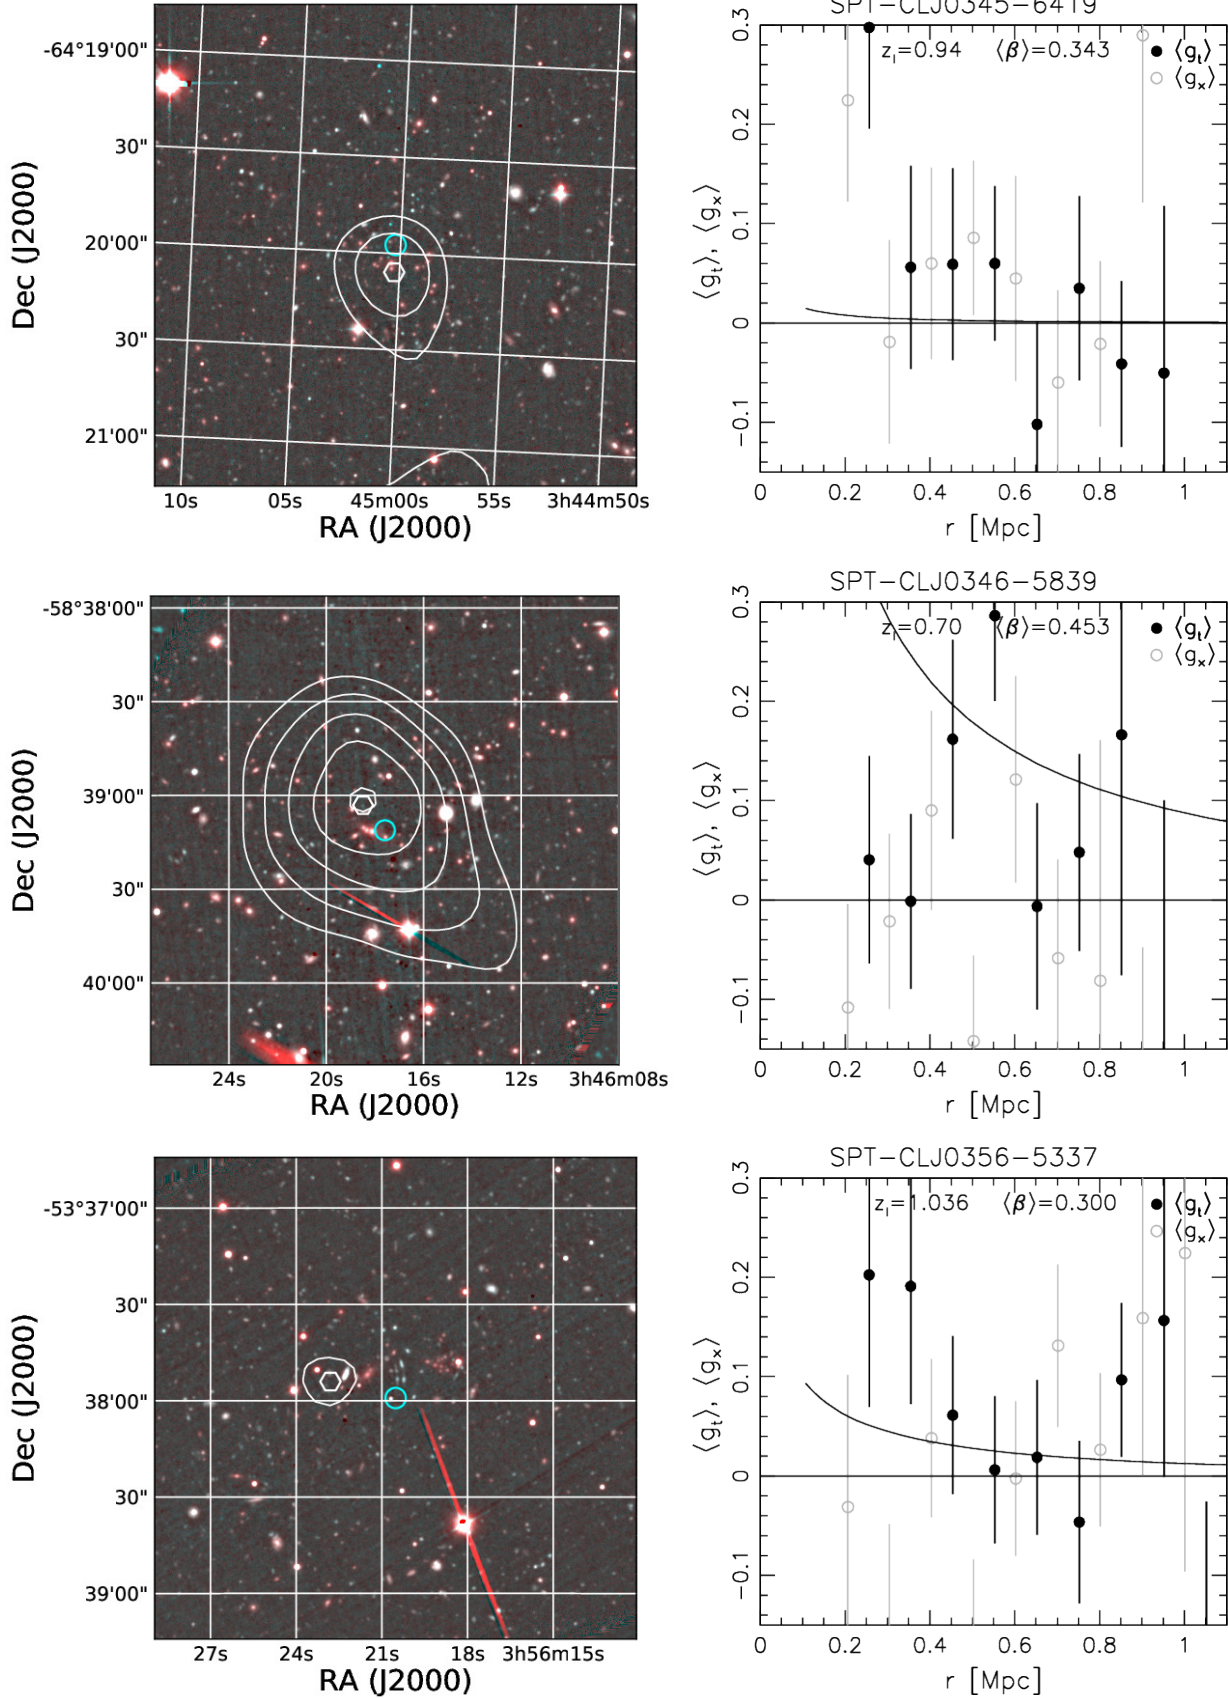 SPT-CLJ0345-6419
-64°19'00"
30"
20'00"
30"
21'00"
Dec (J2000)
10s 05s 45m00s 55s 3h44m50s
RA (J2000)
z_l=0.94 ⟨β⟩=0.343
⟨g_t⟩
⟨g_x⟩
⟨g_t⟩, ⟨g_x⟩
0.3
0.2
0.1
0
-0.1
0 0.2 0.4 0.6 0.8 1
r [Mpc]
SPT-CLJ0346-5839
-58°38'00"
30"
39'00"
30"
40'00"
Dec (J2000)
24s 20s 16s 12s 3h46m08s
RA (J2000)
z_l=0.70 ⟨β⟩=0.453
⟨g_t⟩
⟨g_x⟩
⟨g_t⟩, ⟨g_x⟩
0.3
0.2
0.1
0
-0.1
0 0.2 0.4 0.6 0.8 1
r [Mpc]
SPT-CLJ0356-5337
-53°37'00"
30"
38'00"
30"
39'00"
Dec (J2000)
27s 24s 21s 18s 3h56m15s
RA (J2000)
z_l=1.036 ⟨β⟩=0.300
⟨g_t⟩
⟨g_x⟩
⟨g_t⟩, ⟨g_x⟩
0.3
0.2
0.1
0
-0.1
0 0.2 0.4 0.6 0.8 1
r [Mpc]